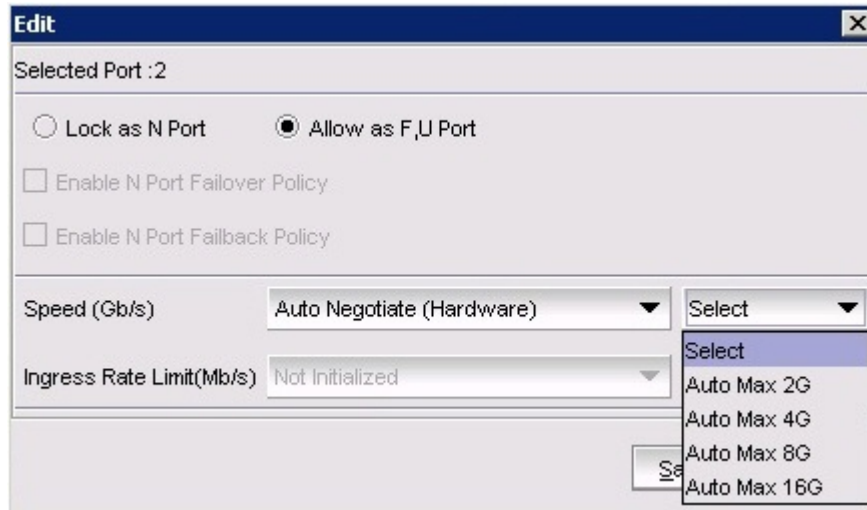 Edit
Selected Port :2
Lock as N Port
Allow as F,U Port
Enable N Port Failover Policy
Enable N Port Failback Policy
Speed (Gb/s)
Auto Negotiate (Hardware)
Select
Select
Ingress Rate Limit(Mb/s)
Not Initialized
Auto Max 2G
Auto Max 4G
Auto Max 8G
Auto Max 16G